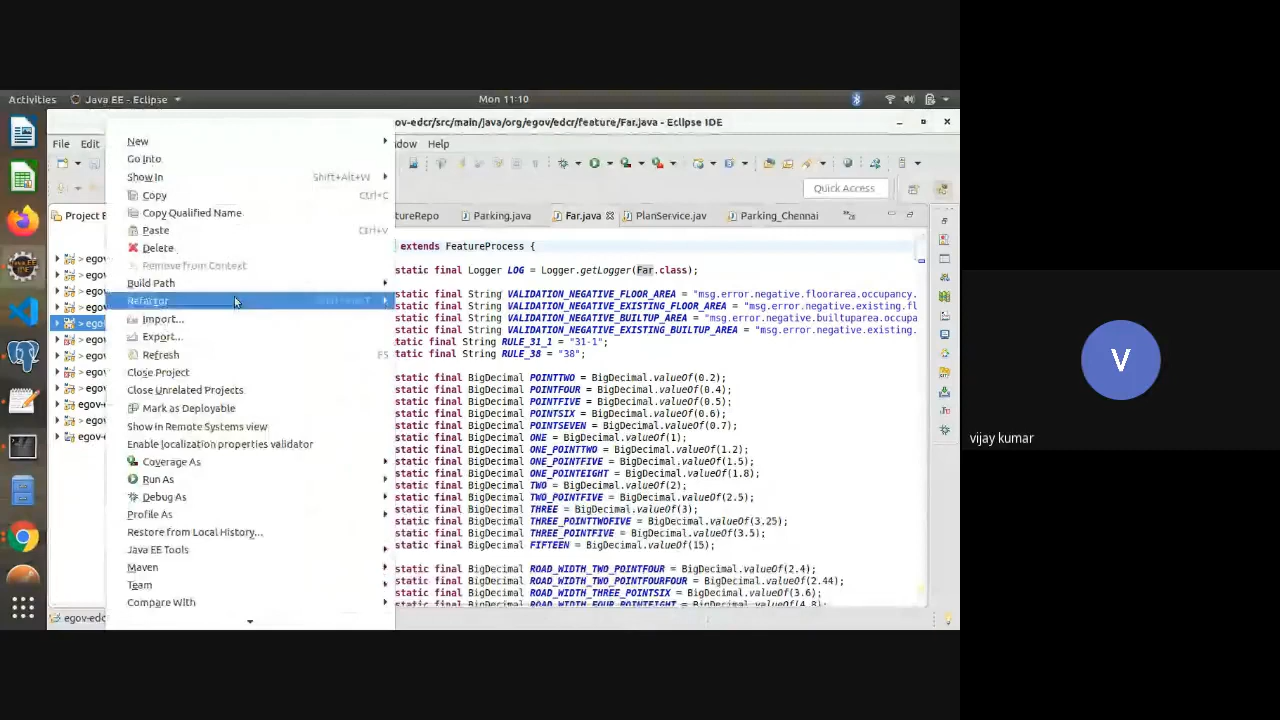 Activities
Java EE - Eclipse
Mon 11:10
ov-edcr/src/main/java/org/egov/edcr/feature/Far.java - Eclipse IDE
File Edit
Help
Quick Access
Project E
tureRepo
Parking.java
Far.java
PlanService.jav
Parking_Chennai
New
Go Into
Show In Shift+Alt+W
Copy Ctrl+C
Copy Qualified Name
Paste Ctrl+V
Delete
Remove from Context
Build Path
Refactor
Import...
Export...
Refresh F5
Close Project
Close Unrelated Projects
Mark as Deployable
Show in Remote Systems view
Enable localization properties validator
Coverage As
Run As
Debug As
Profile As
Restore from Local History...
Java EE Tools
Maven
Team
Compare With
extends FeatureProcess {
static final Logger LOG = Logger.getLogger(Far.class);
static final String VALIDATION_NEGATIVE_FLOOR_AREA = "msg.error.negative.floorarea.occupancy.
static final String VALIDATION_NEGATIVE_EXISTING_FLOOR_AREA = "msg.error.negative.existing.fl
static final String VALIDATION_NEGATIVE_BUILTUP_AREA = "msg.error.negative.builtuparea.occupa
static final String VALIDATION_NEGATIVE_EXISTING_BUILTUP_AREA = "msg.error.negative.existing.
tatic final String RULE_31_1 = "31-1";
tatic final String RULE_38 = "38";
static final BigDecimal POINTTWO = BigDecimal.valueOf(0.2);
static final BigDecimal POINTFOUR = BigDecimal.valueOf(0.4);
static final BigDecimal POINTFIVE = BigDecimal.valueOf(0.5);
static final BigDecimal POINTSIX = BigDecimal.valueOf(0.6);
static final BigDecimal POINTSEVEN = BigDecimal.valueOf(0.7);
static final BigDecimal ONE = BigDecimal.valueOf(1);
static final BigDecimal ONE_POINTTWO = BigDecimal.valueOf(1.2);
static final BigDecimal ONE_POINTFIVE = BigDecimal.valueOf(1.5);
static final BigDecimal ONE_POINTEIGHT = BigDecimal.valueOf(1.8);
static final BigDecimal TWO = BigDecimal.valueOf(2);
static final BigDecimal TWO_POINTFIVE = BigDecimal.valueOf(2.5);
static final BigDecimal THREE = BigDecimal.valueOf(3);
static final BigDecimal THREE_POINTTWOFIVE = BigDecimal.valueOf(3.25);
static final BigDecimal THREE_POINTFIVE = BigDecimal.valueOf(3.5);
static final BigDecimal FIFTEEN = BigDecimal.valueOf(15);
static final BigDecimal ROAD_WIDTH_TWO_POINTFOUR = BigDecimal.valueOf(2.4);
static final BigDecimal ROAD_WIDTH_TWO_POINTFOURFOUR = BigDecimal.valueOf(2.44);
static final BigDecimal ROAD_WIDTH_THREE_POINTSIX = BigDecimal.valueOf(3.6);
static final BigDecimal ROAD_WIDTH_FOUR_POINTEIGHT = BigDecimal.valueOf(4.8)
egov-edc
V
vijay kumar